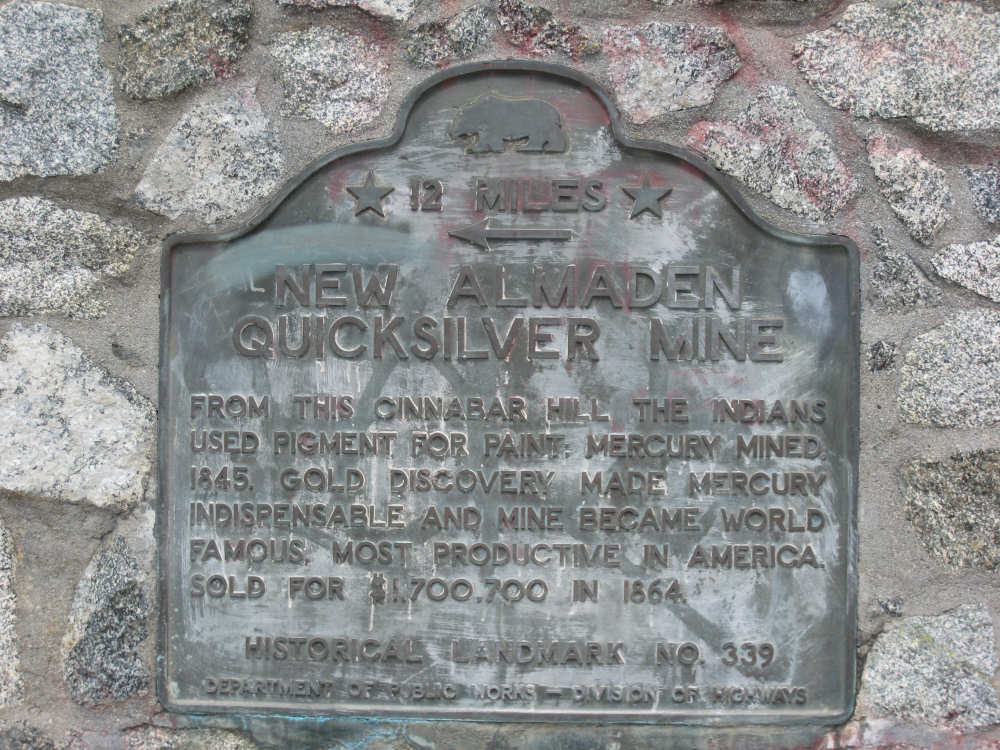 12 MILES
NEW ALMADEN
QUICKSILVER MINE
FROM THIS CINNABAR HILL THE INDIANS
USED PIGMENT FOR PAINT. MERCURY MINED,
1845. GOLD DISCOVERY MADE MERCURY
INDISPENSABLE AND MINE BECAME WORLD
FAMOUS, MOST PRODUCTIVE IN AMERICA.
SOLD FOR $1,700,700 IN 1864.
HISTORICAL LANDMARK NO. 339
DEPARTMENT OF PUBLIC WORKS — DIVISION OF HIGHWAYS